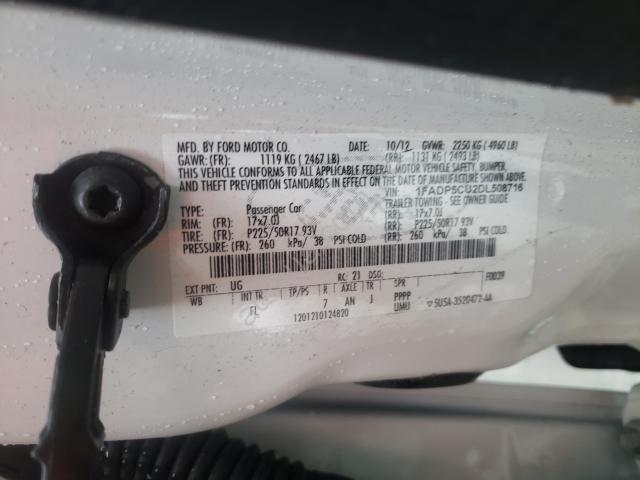 MFD. BY FORD MOTOR CO. DATE: 10/12 GVWR: 2250 KG ( 4960 LB)
GAWR: (FR): 1119 KG ( 2467 LB) (RR): 1131 KG ( 2493 LB)
THIS VEHICLE CONFORMS TO ALL APPLICABLE FEDERAL MOTOR VEHICLE SAFETY, BUMPER,
AND THEFT PREVENTION STANDARDS IN EFFECT ON THE DATE OF MANUFACTURE SHOWN ABOVE.
VIN: 1FADP5CU2DL508716
TYPE: Passenger Car TRAILER TOWING - SEE OWNER GUIDE
RIM: (FR): 17x7.0J (RR): 17x7.0J
TIRE: (FR): P225/50R17 93V (RR): P225/50R17 93V
PRESSURE: (FR): 260 kPa/ 38 PSI COLD (RR): 260 kPa/ 38 PSI COLD
EXT PNT: UG RC: 21 DSO: F0039
WB INT TR TP/PS R AXLE TR SPR
FL 7 AN J PPPP
UMU
1201210124820 5U5A-3520472-AA